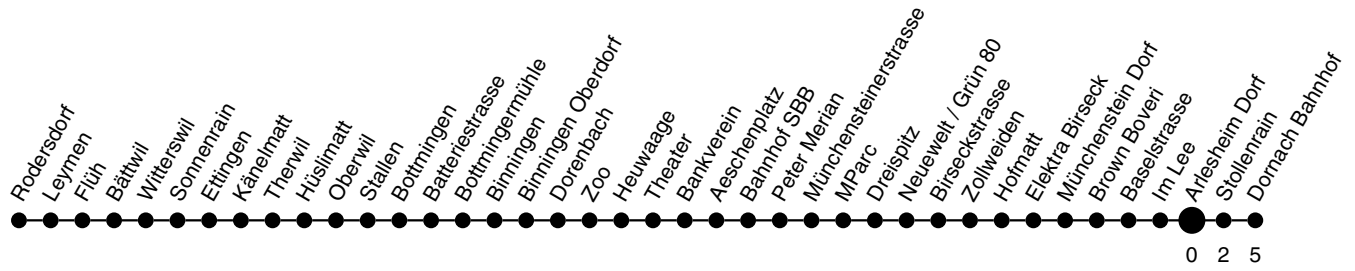 Rodersdorf
Leymen
Flüh
Bättwil
Witterswil
Sonnenrain
Ettingen
Känelmatt
Therwil
Hüslimatt
Oberwil
Stallen
Bottmingen
Batteriestrasse
Bottmingermühle
Binningen
Binningen Oberdorf
Dorenbach
Zoo
Heuwaage
Theater
Bankverein
Aeschenplatz
Bahnhof SBB
Peter Merian
Münchensteinerstrasse
MParc
Dreispitz
Neuewelt / Grün 80
Birseckstrasse
Zollweiden
Hofmatt
Elektra Birseck
Münchenstein Dorf
Brown Boveri
Baselstrasse
Im Lee
Arlesheim Dorf
Stollenrain
Dornach Bahnhof
0 2 5